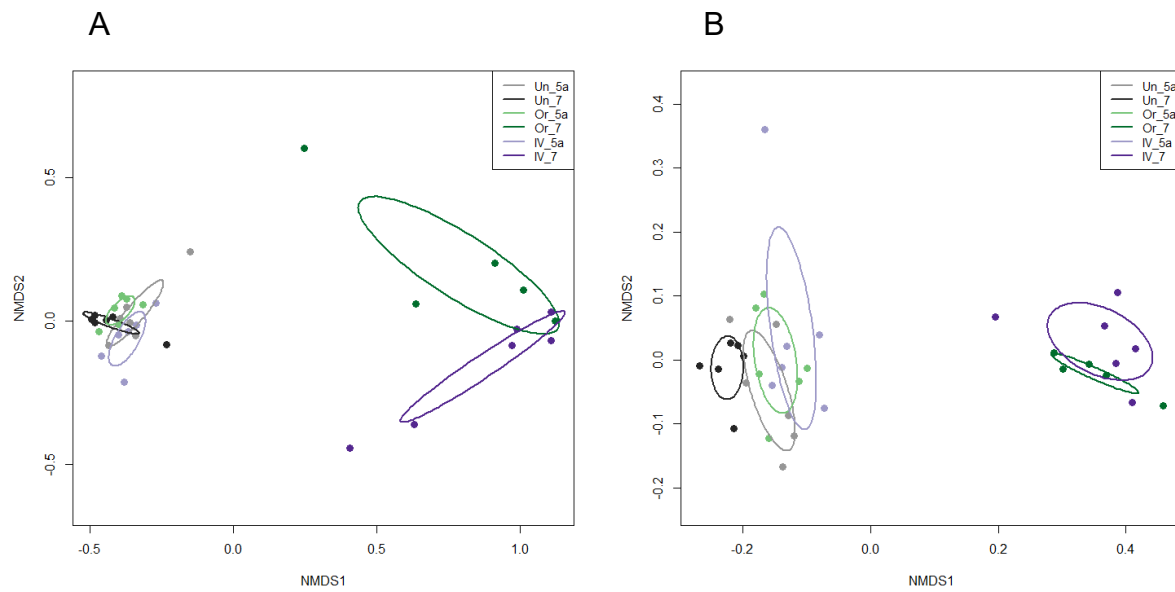 A
B
Un_5a
Un_7
Or_5a
Or_7
IV_5a
IV_7
0.5
0.0
-0.5
NMDS2
-0.5
0.0
0.5
1.0
NMDS1
Un_5a
Un_7
Or_5a
Or_7
IV_5a
IV_7
0.4
0.3
0.2
0.1
0.0
-0.1
-0.2
NMDS2
-0.2
0.0
0.2
0.4
NMDS1